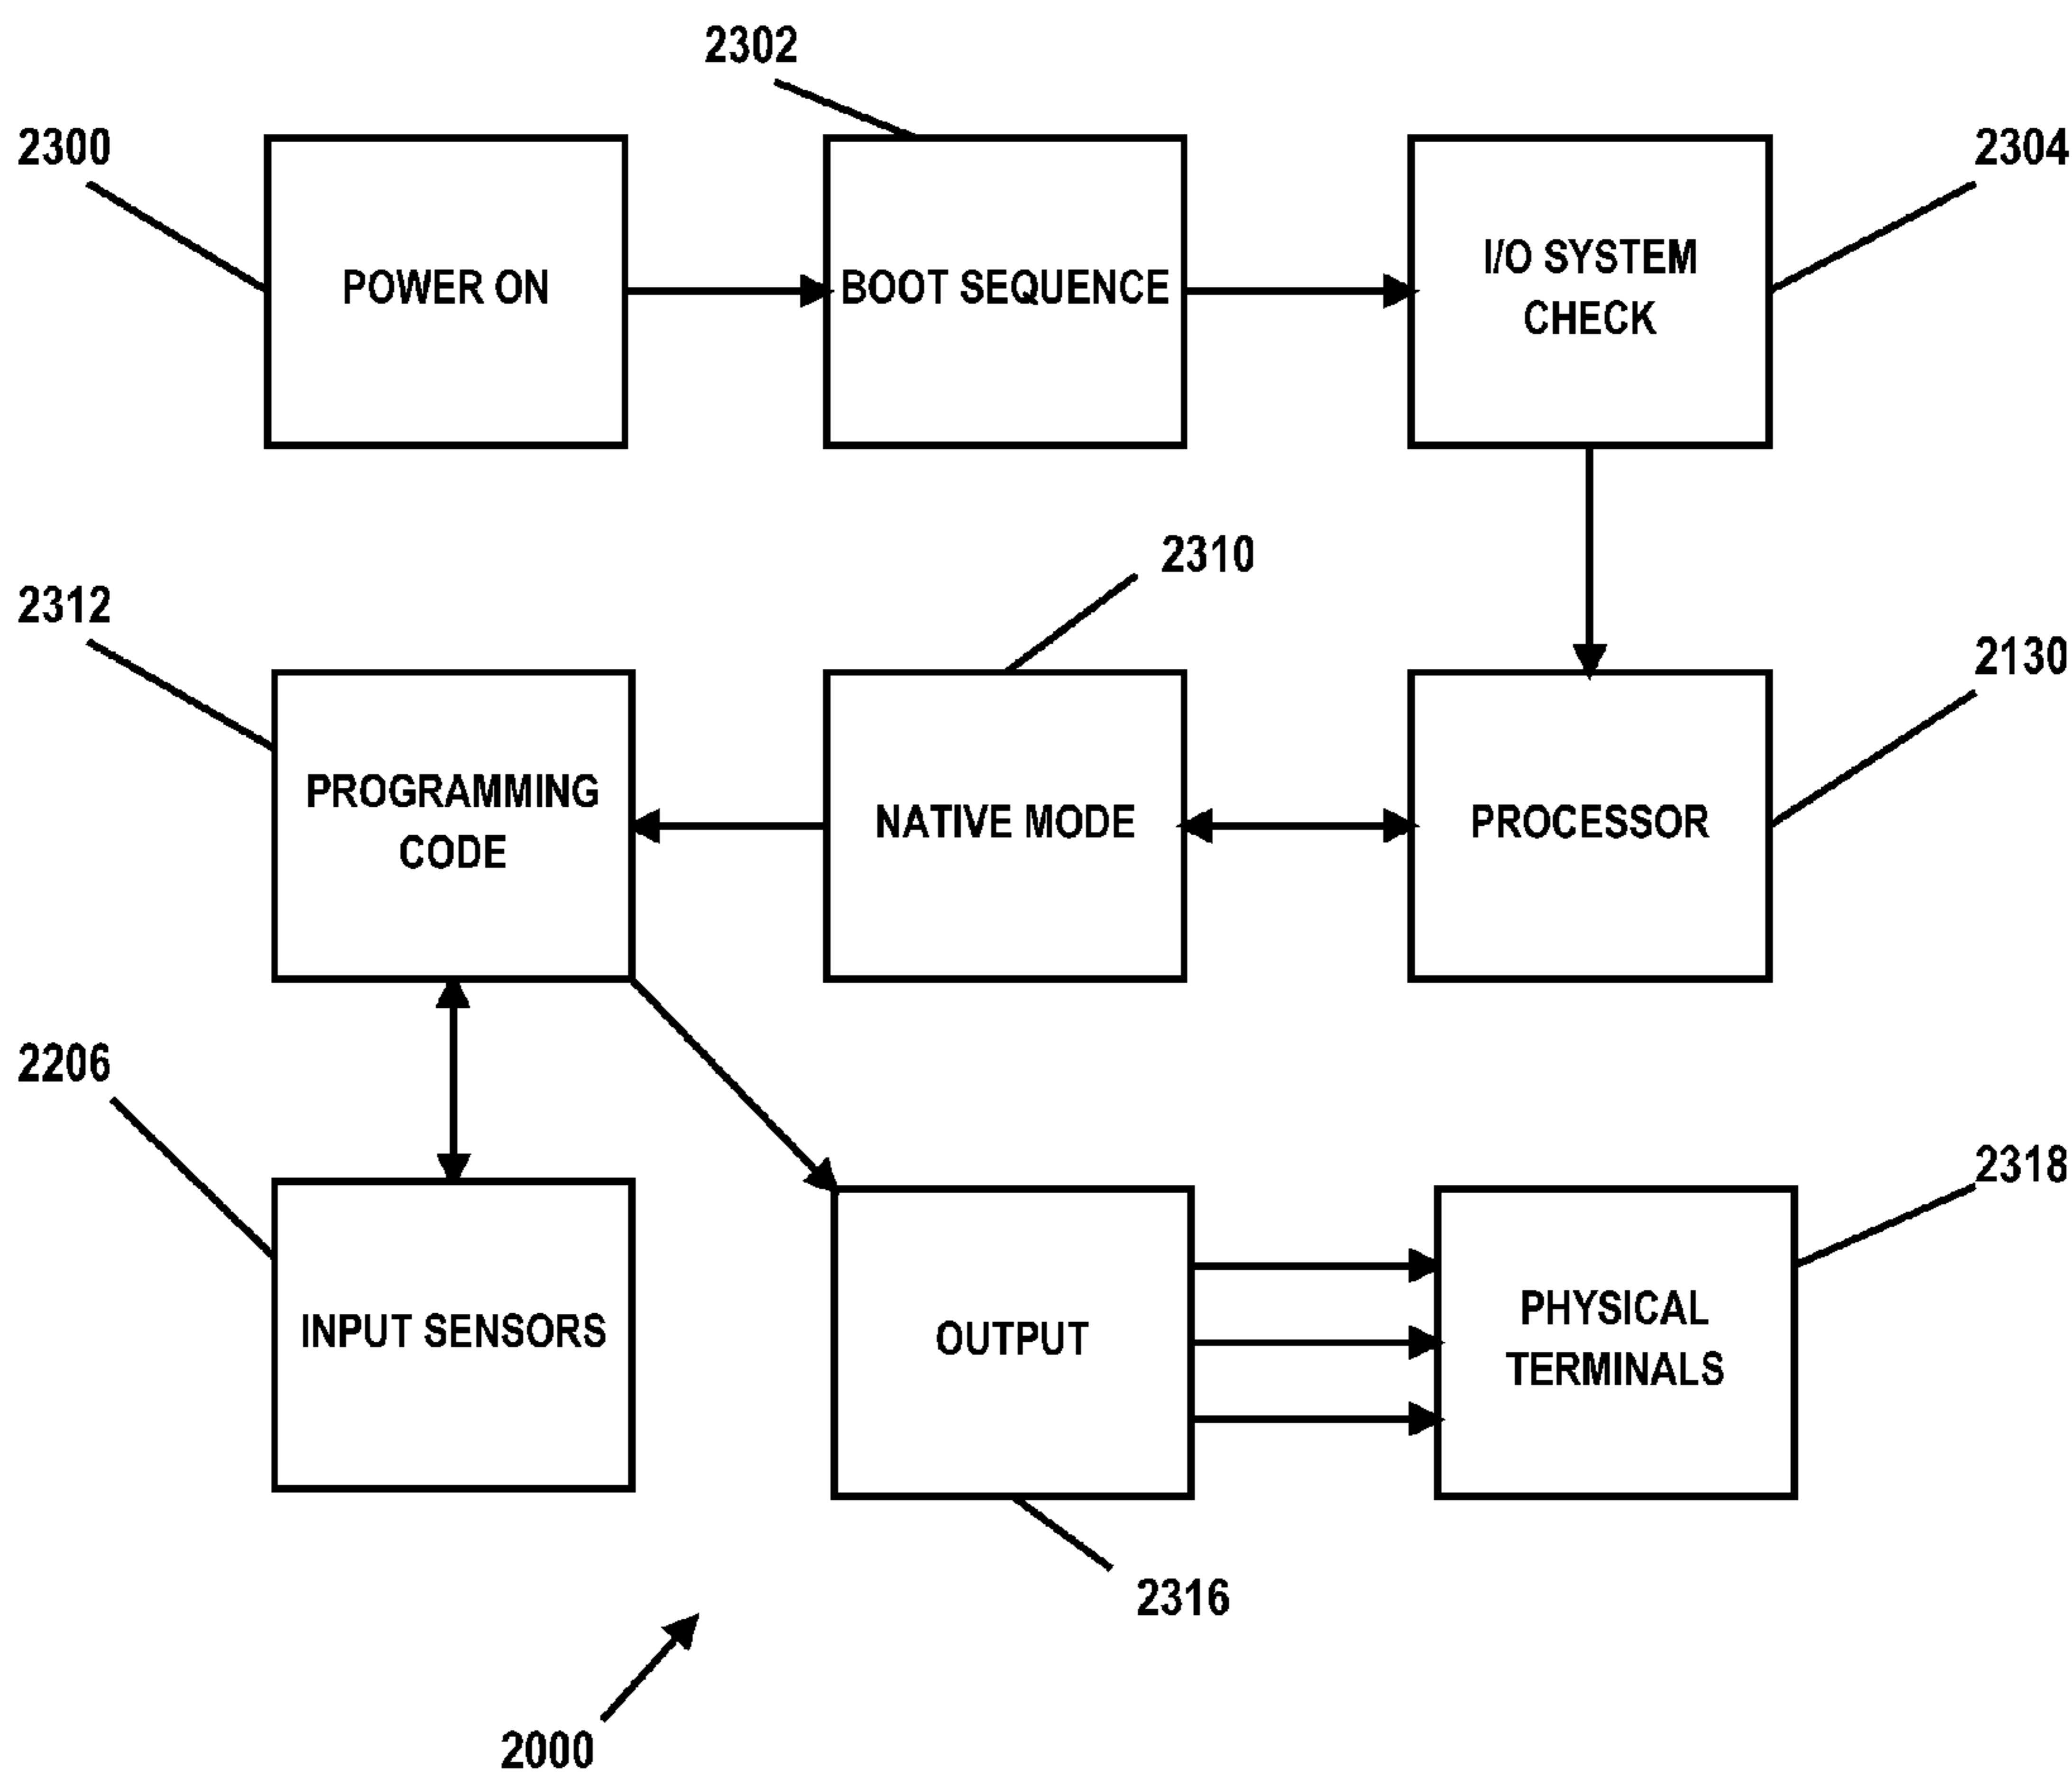 2302
2300
2304
POWER ON
BOOT SEQUENCE
I/O SYSTEM
CHECK
2310
2312
2130
PROGRAMMING
CODE
NATIVE MODE
PROCESSOR
2206
2318
INPUT SENSORS
OUTPUT
PHYSICAL
TERMINALS
2316
2000